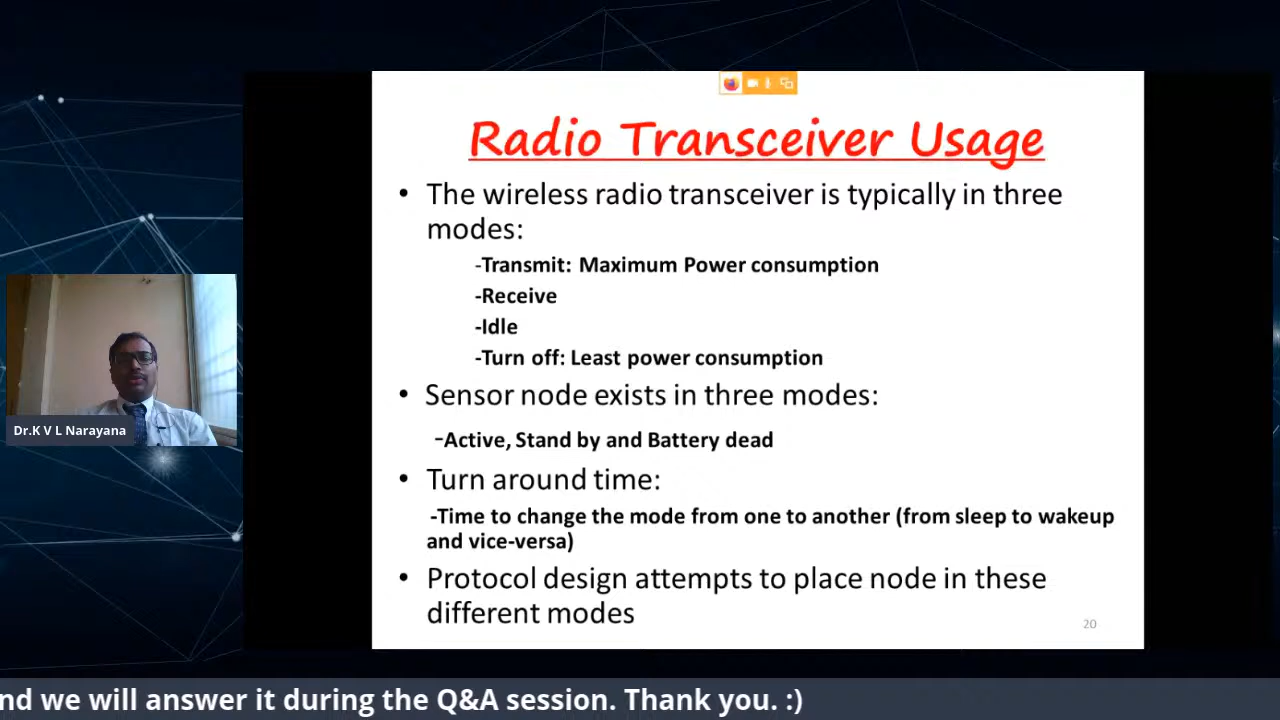 Radio Transceiver Usage
• The wireless radio transceiver is typically in three
modes:
-Transmit: Maximum Power consumption
-Receive
-Idle
-Turn off: Least power consumption
• Sensor node exists in three modes:
-Active, Stand by and Battery dead
• Turn around time:
-Time to change the mode from one to another (from sleep to wakeup
and vice-versa)
• Protocol design attempts to place node in these
different modes
20
Dr.K V L Narayana
nd we will answer it during the Q&A session. Thank you. :)